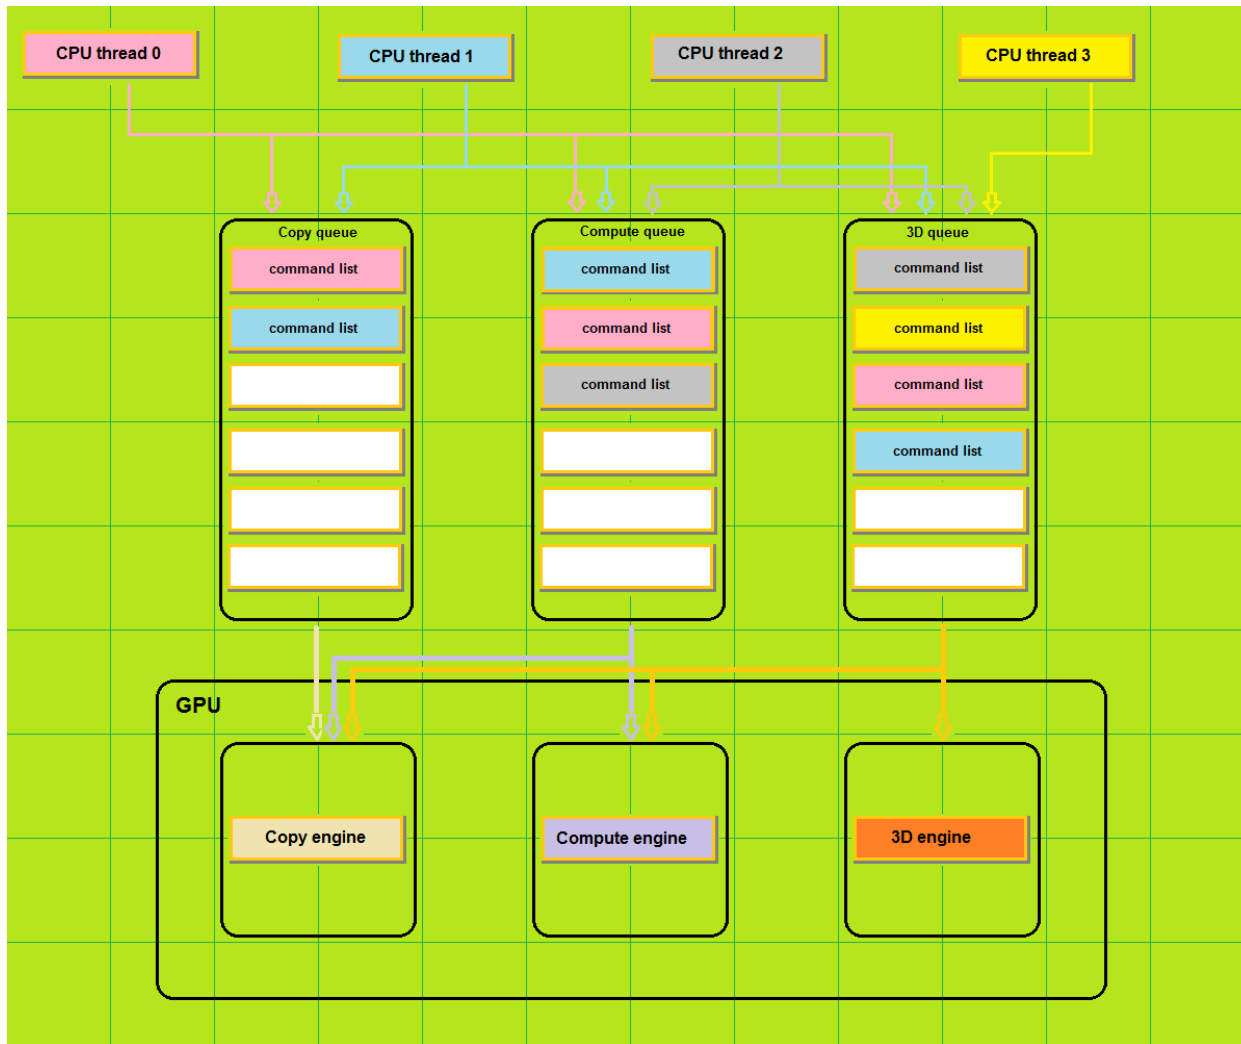 CPU thread 0
CPU thread 1
CPU thread 2
CPU thread 3
Copy queue
Compute queue
3D queue
command list
command list
command list
command list
command list
command list
command list
command list
command list
GPU
Copy engine
Compute engine
3D engine